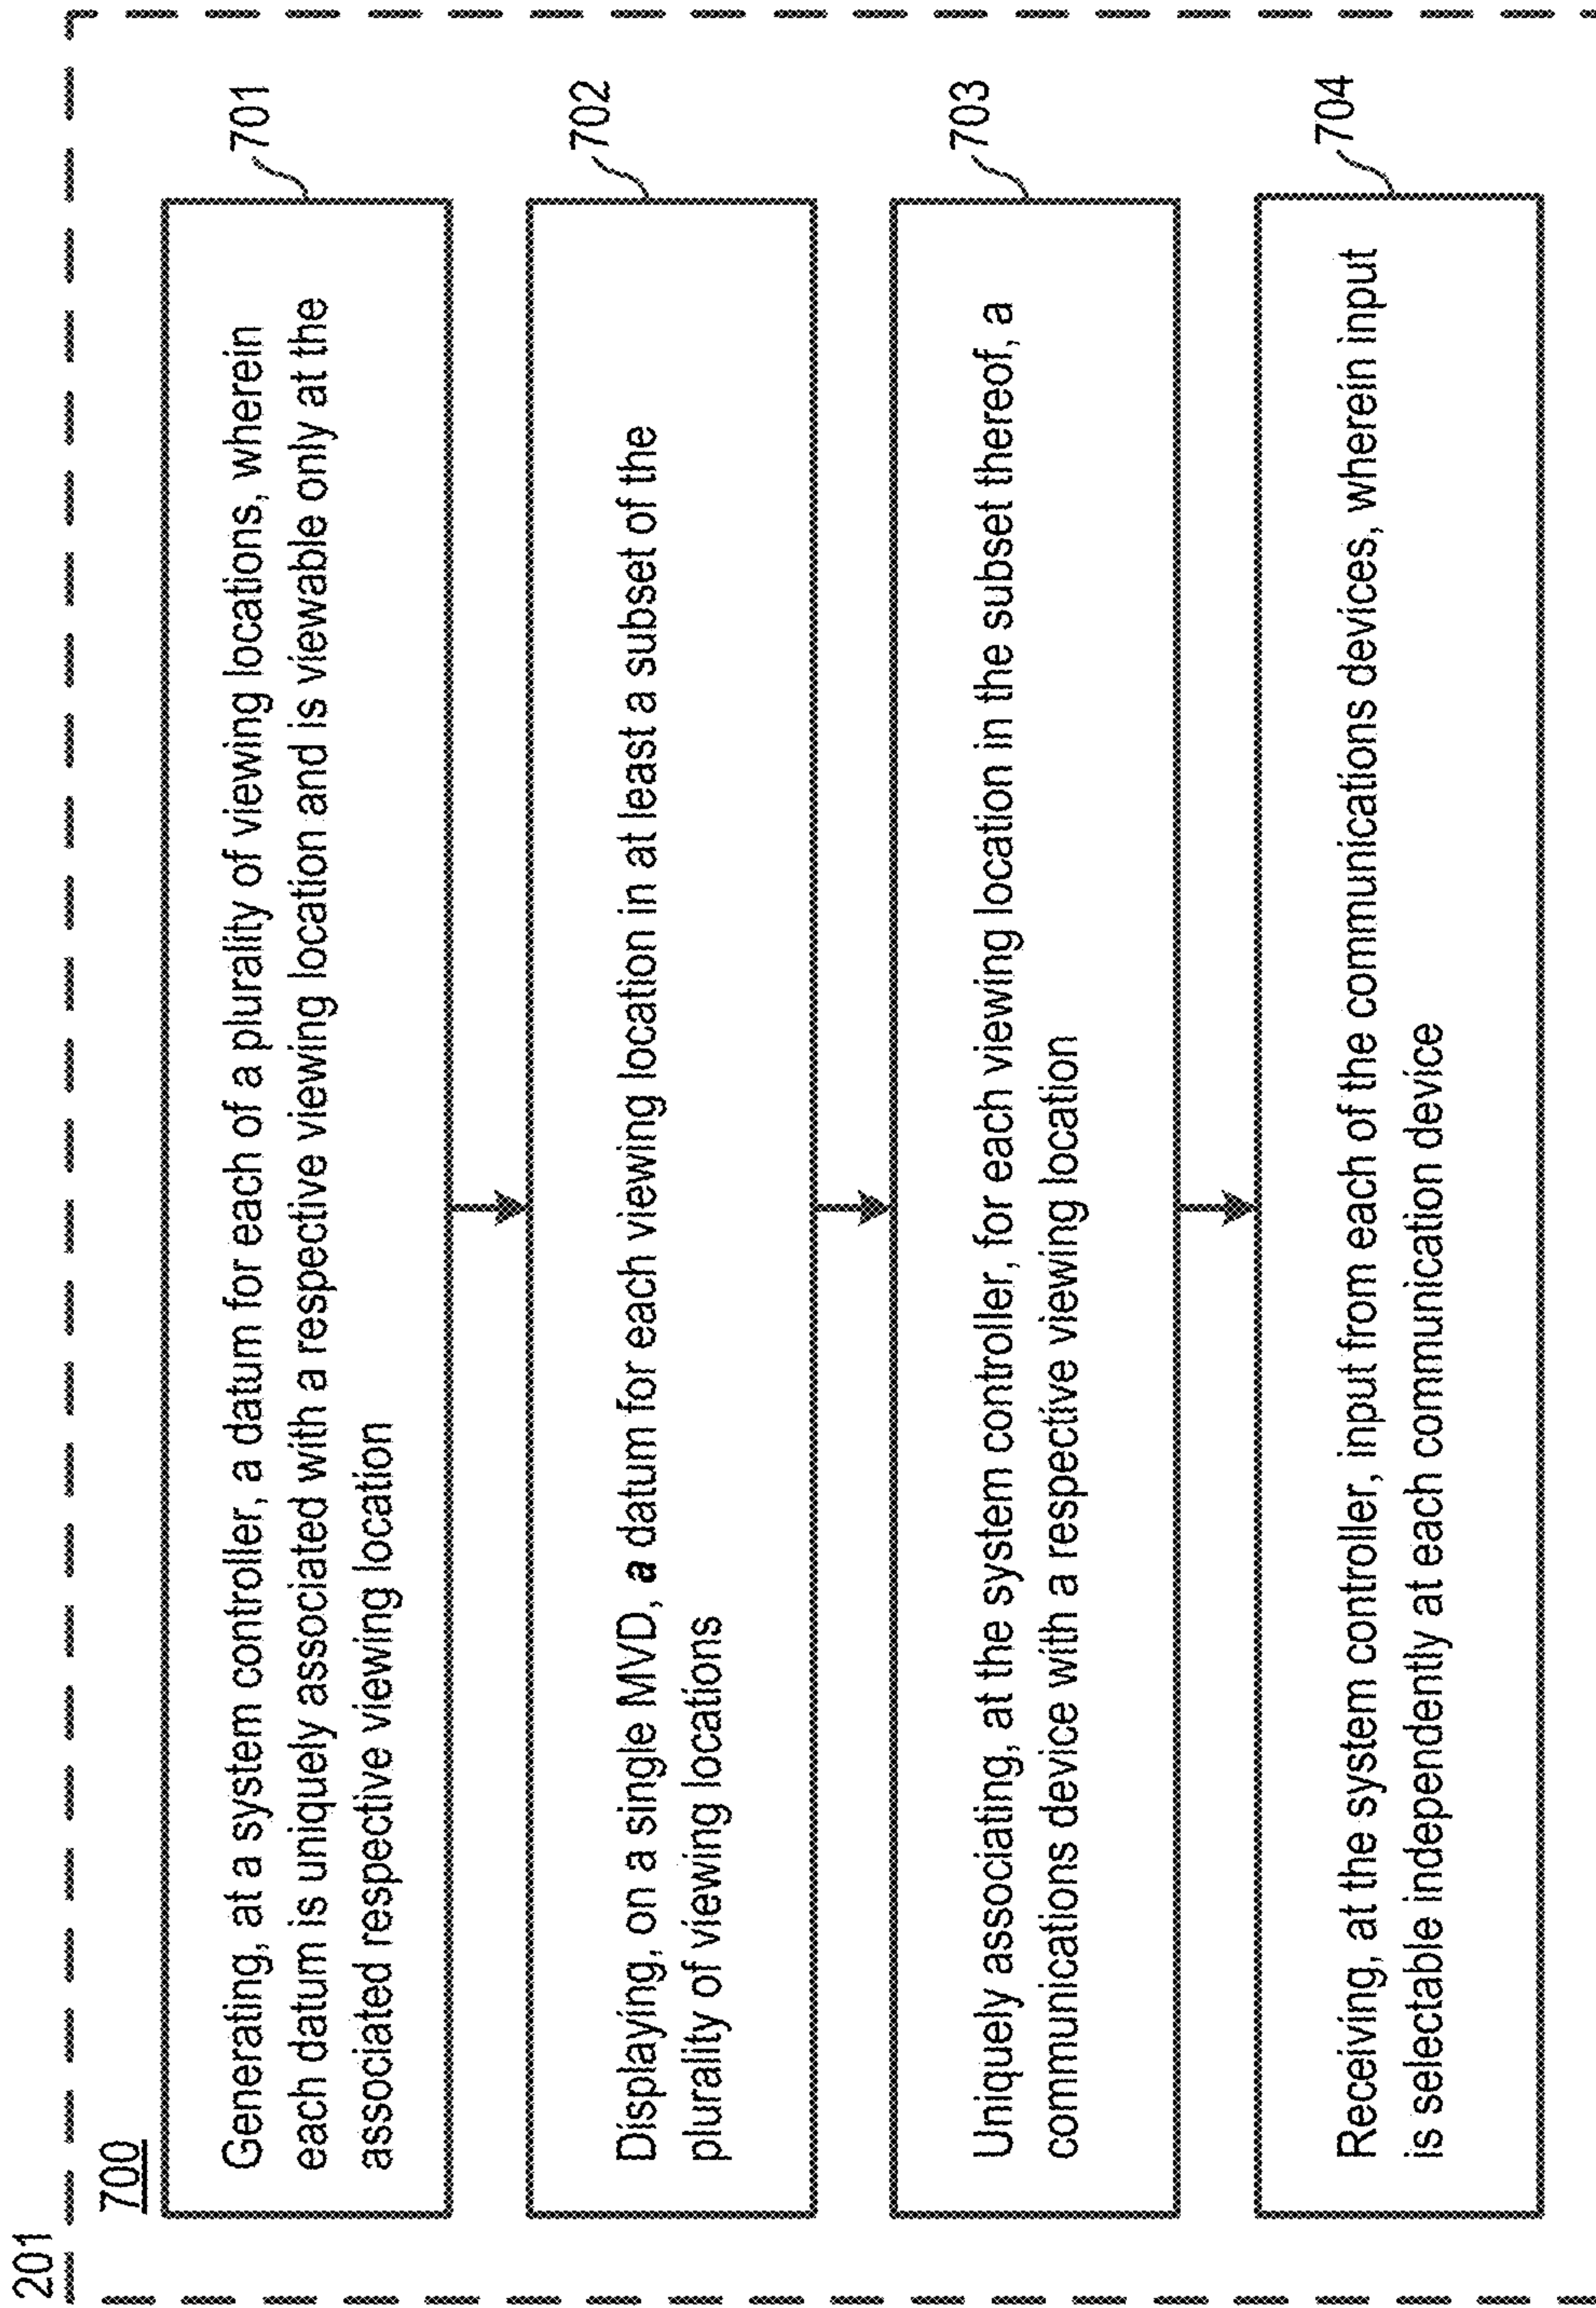 201
700
701
Generating, at a system controller, a datum for each of a plurality of viewing locations, wherein
each datum is uniquely associated with a respective viewing location and is viewable only at the
associated respective viewing location
702
Displaying, on a single MVD, a datum for each viewing location in at least a subset of the
plurality of viewing locations
703
Uniquely associating, at the system controller, for each viewing location in the subset thereof, a
communications device with a respective viewing location
704
Receiving, at the system controller, input from each of the communications devices, wherein input
is selectable independently at each communication device